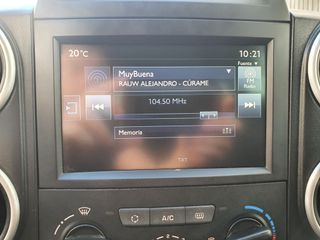 20°C
10:21
Fuente
MuyBuena
RAUW ALEJANDRO - CÚRAME
FM
Radio
104.50 MHz
Memoria
TXT
A/C